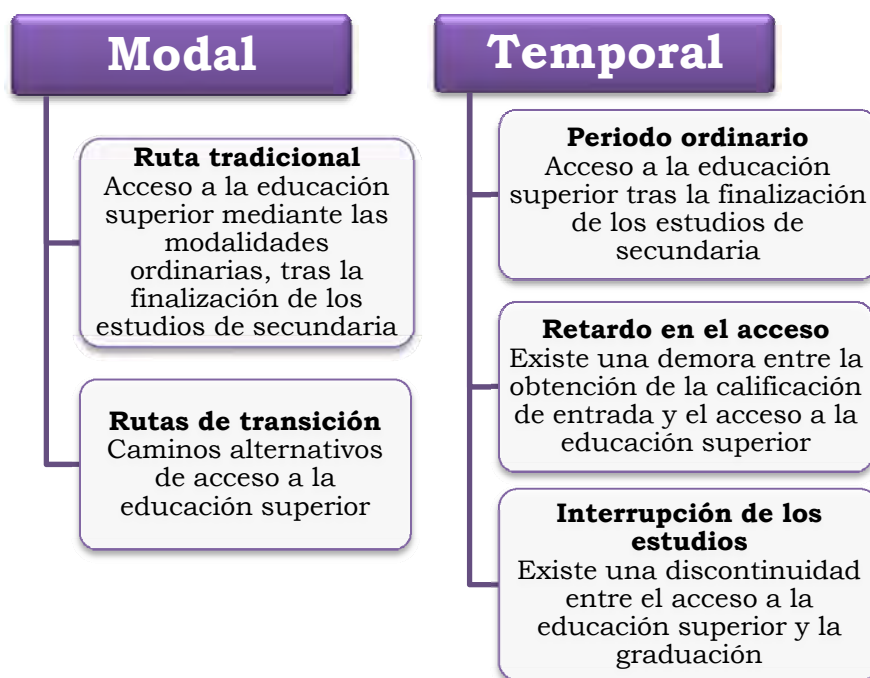 Modal
Ruta tradicional
Acceso a la educación
superior mediante las
modalidades
ordinarias, tras la
finalización de los
estudios de secundaria
Rutas de transición
Caminos alternativos
de acceso a la
educación superior
Temporal
Periodo ordinario
Acceso a la educación
superior tras la finalización
de los estudios de
secundaria
Retardo en el acceso
Existe una demora entre la
obtención de la calificación
de entrada y el acceso a la
educación superior
Interrupción de los
estudios
Existe una discontinuidad
entre el acceso a la
educación superior y la
graduación